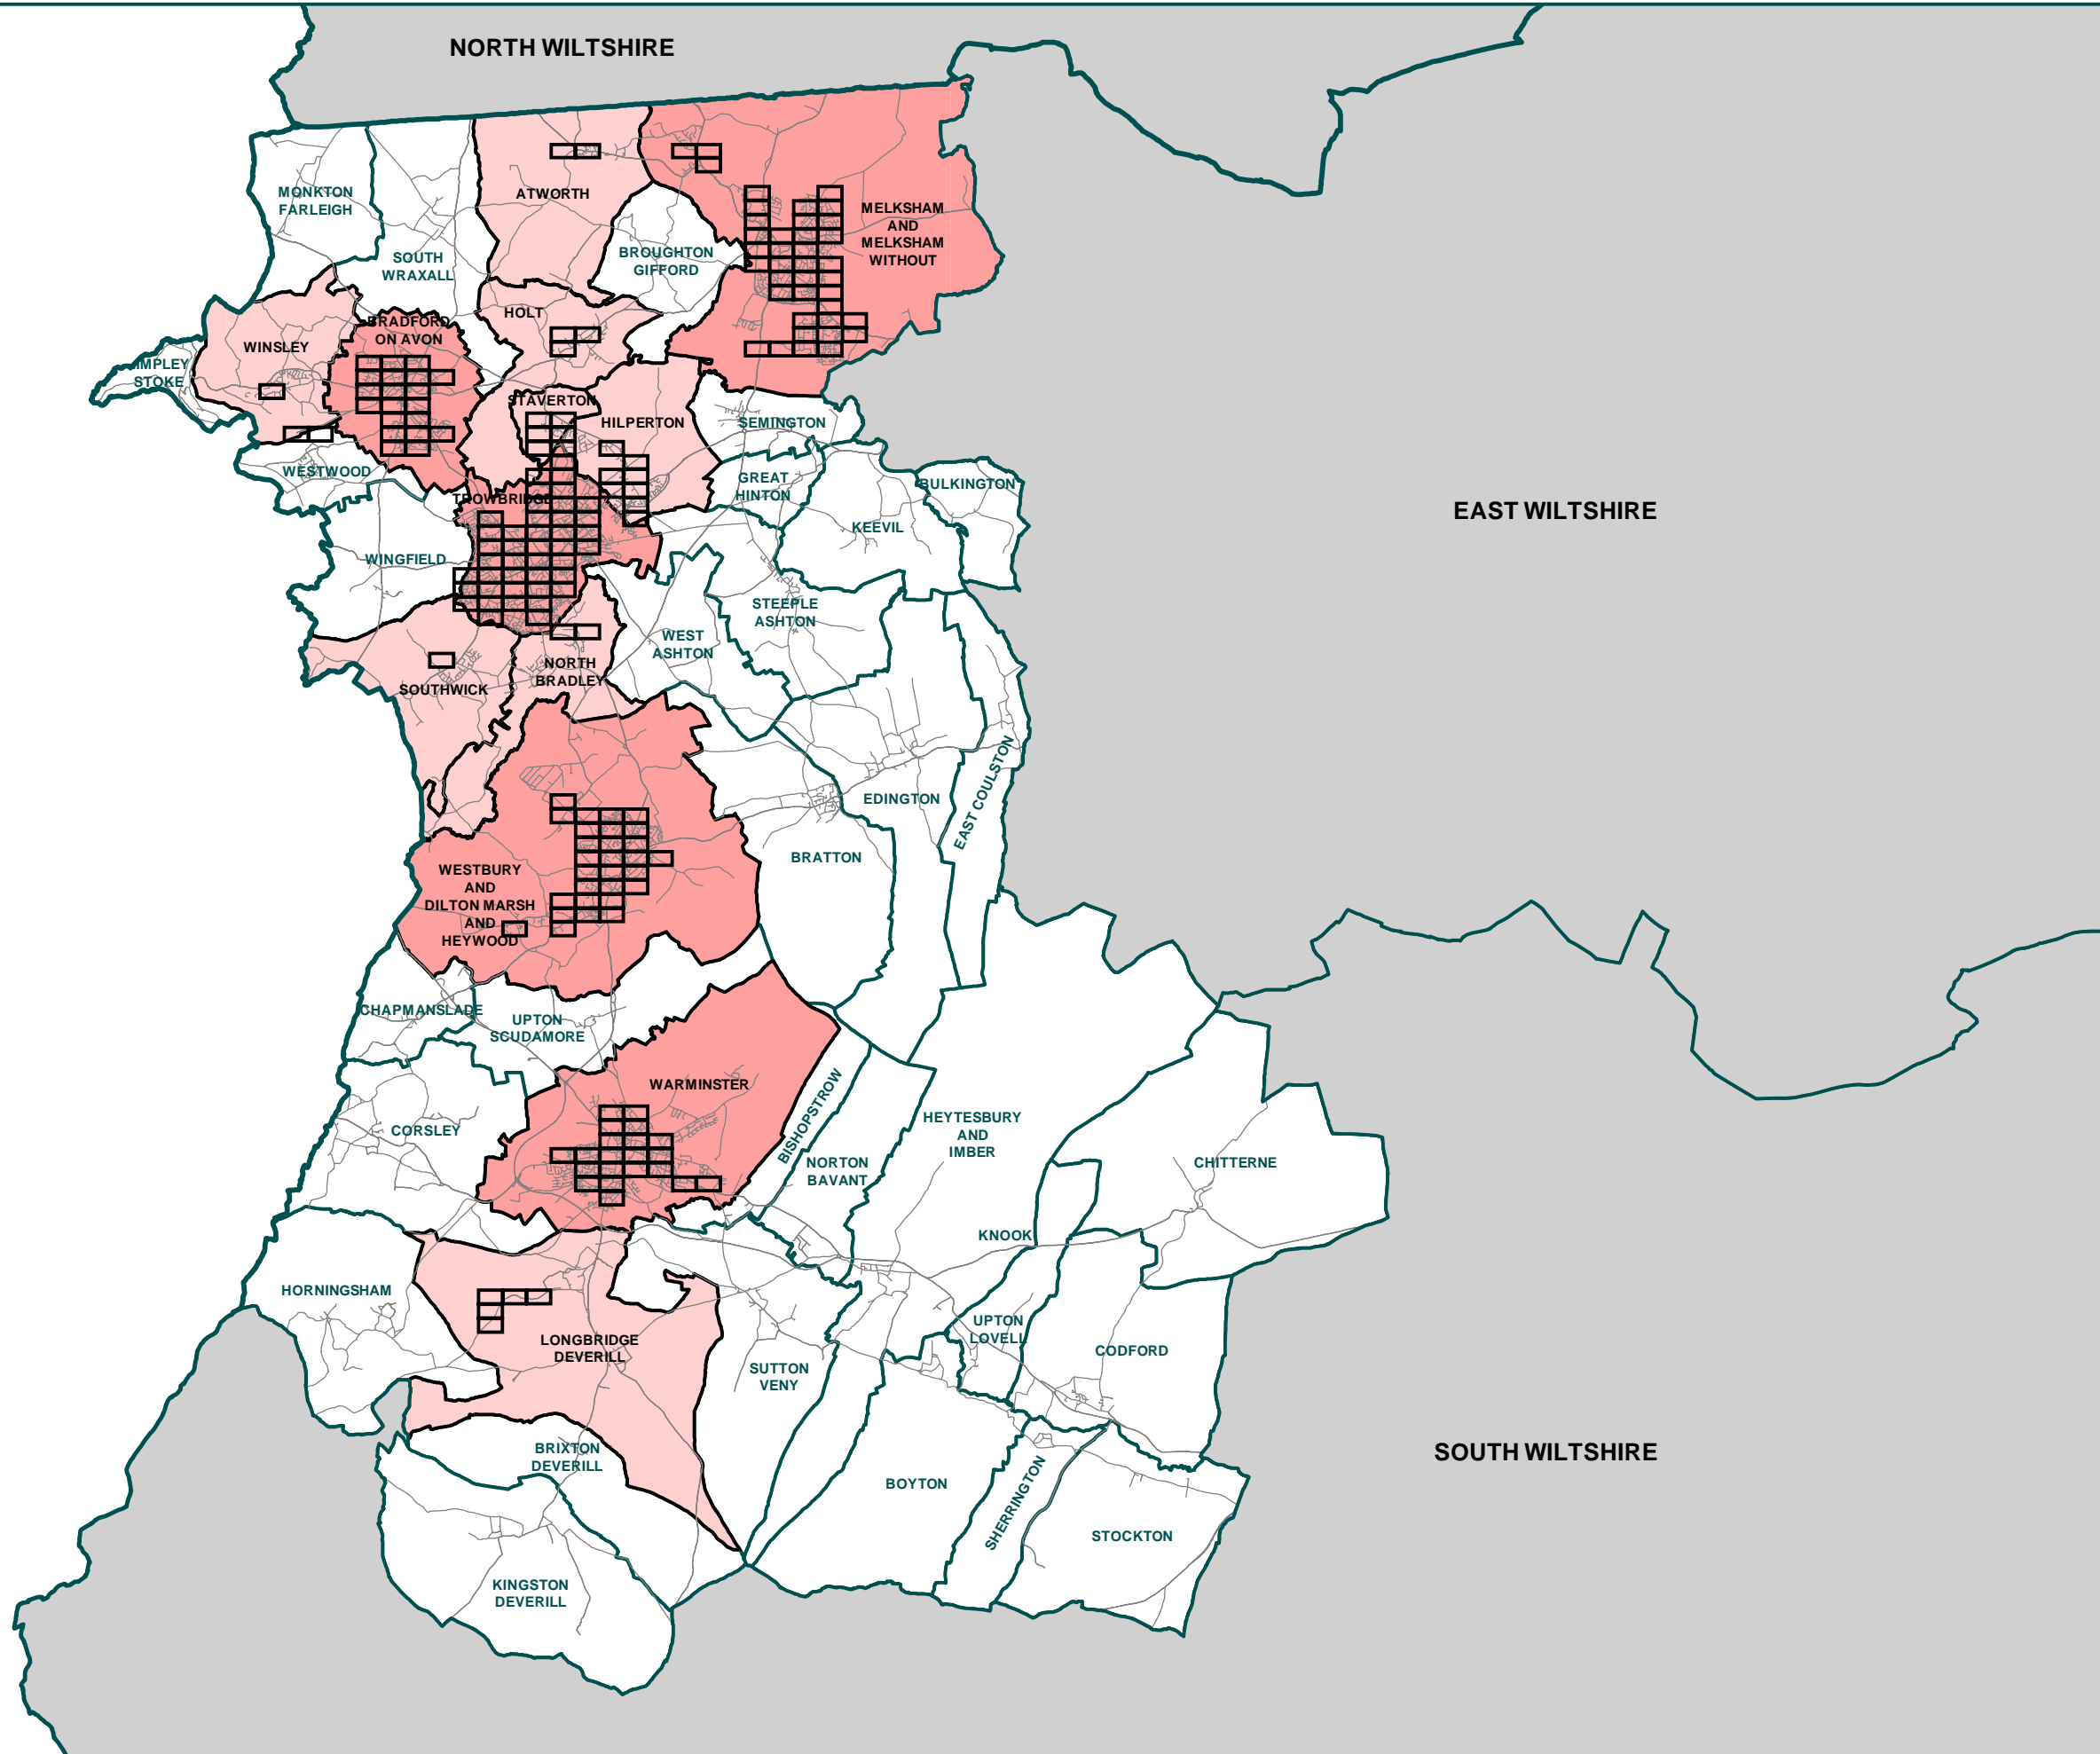 NORTH WILTSHIRE
MONKTON
FARLEIGH
ATWORTH
MELKSHAM
AND
MELKSHAM
WITHOUT
SOUTH
WRAXALL
BROUGHTON
GIFFORD
HOLT
BRADFORD
ON AVON
WINSLEY
IMPLEY
STOKE
STAVERTON
HILPERTON
SEMINGTON
WESTWOOD
GREAT
HINTON
BULKINGTON
TROWBRIDGE
KEEVIL
EAST WILTSHIRE
WINGFIELD
STEEPLE
ASHTON
WEST
ASHTON
NORTH
BRADLEY
SOUTHWICK
EDINGTON
EAST COULSTON
BRATTON
WESTBURY
AND
DILTON MARSH
AND
HEYWOOD
CHAPMANSLADE
UPTON
SCUDAMORE
WARMINSTER
BISHOPSTROW
CORSLEY
HEYTESBURY
AND
IMBER
NORTON
BAVANT
CHITTERNE
KNOOK
HORNINGSHAM
UPTON
LOVELL
LONGBRIDGE
DEVERILL
CODFORD
SUTTON
VENY
BRIXTON
DEVERILL
SOUTH WILTSHIRE
BOYTON
SHERRINGTON
STOCKTON
KINGSTON
DEVERILL